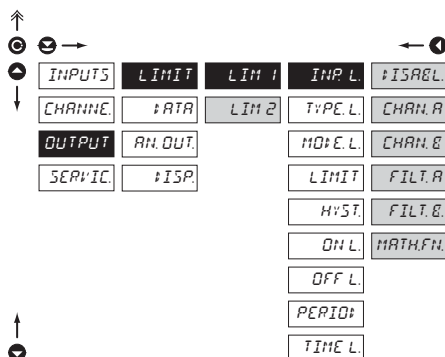 INPUTS LIMIT LIM 1 INP. L. DISABL.
CHANNE. DATA LIM 2 TYPE. L. CHAN. A
OUTPUT AN. OUT. MODE. L. CHAN. B
SERVIC. DISP. LIMIT FILT. A
HYST. FILT. B.
ON L. MATH.FN.
OFF L.
PERIOD
TIME L.